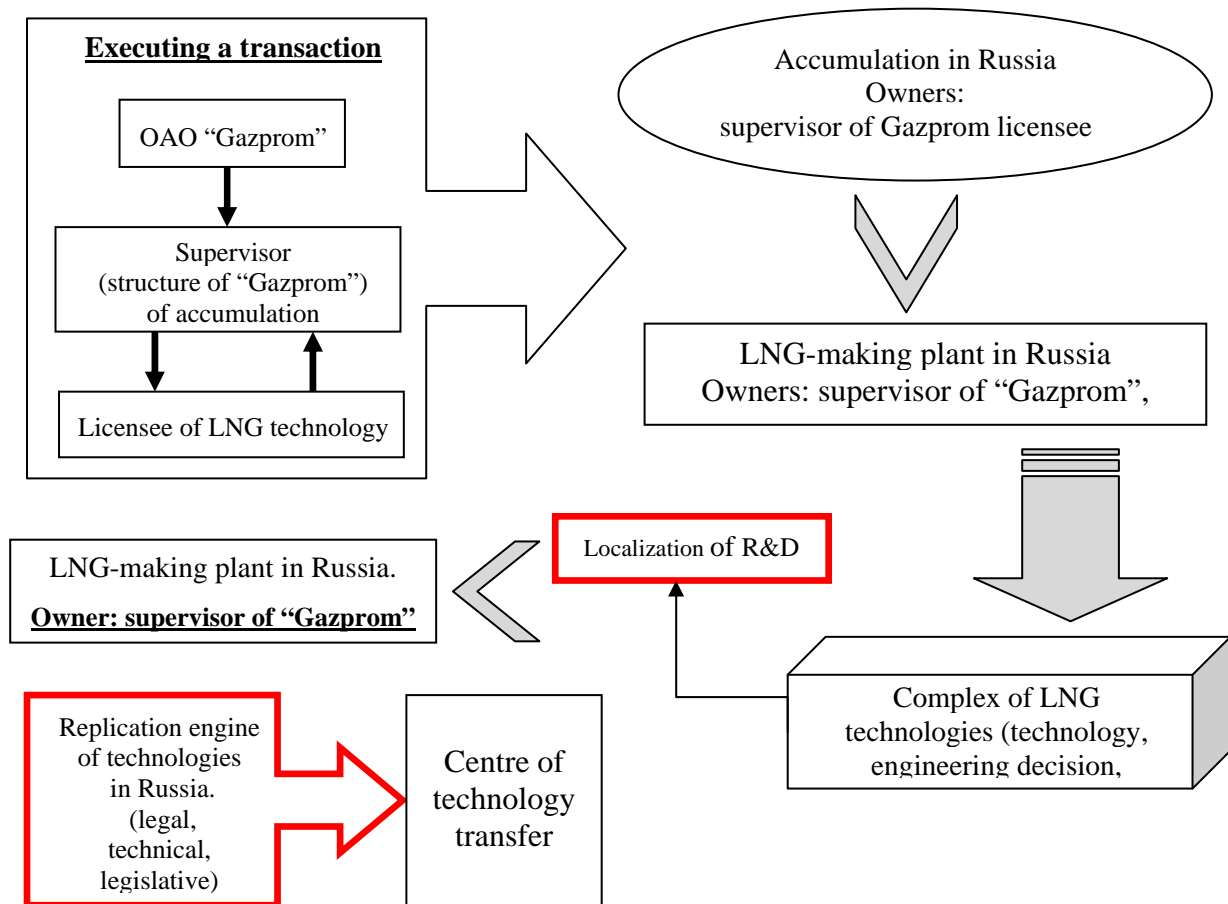 Executing a transaction
OAO “Gazprom”
Supervisor
(structure of “Gazprom”)
of accumulation
Licensee of LNG technology
Accumulation in Russia
Owners:
supervisor of Gazprom licensee
LNG-making plant in Russia
Owners: supervisor of “Gazprom”,
Complex of LNG
technologies (technology,
engineering decision,
Localization of R&D
LNG-making plant in Russia.
Owner: supervisor of “Gazprom”
Replication engine
of technologies
in Russia.
(legal,
technical,
legislative)
Centre of
technology
transfer